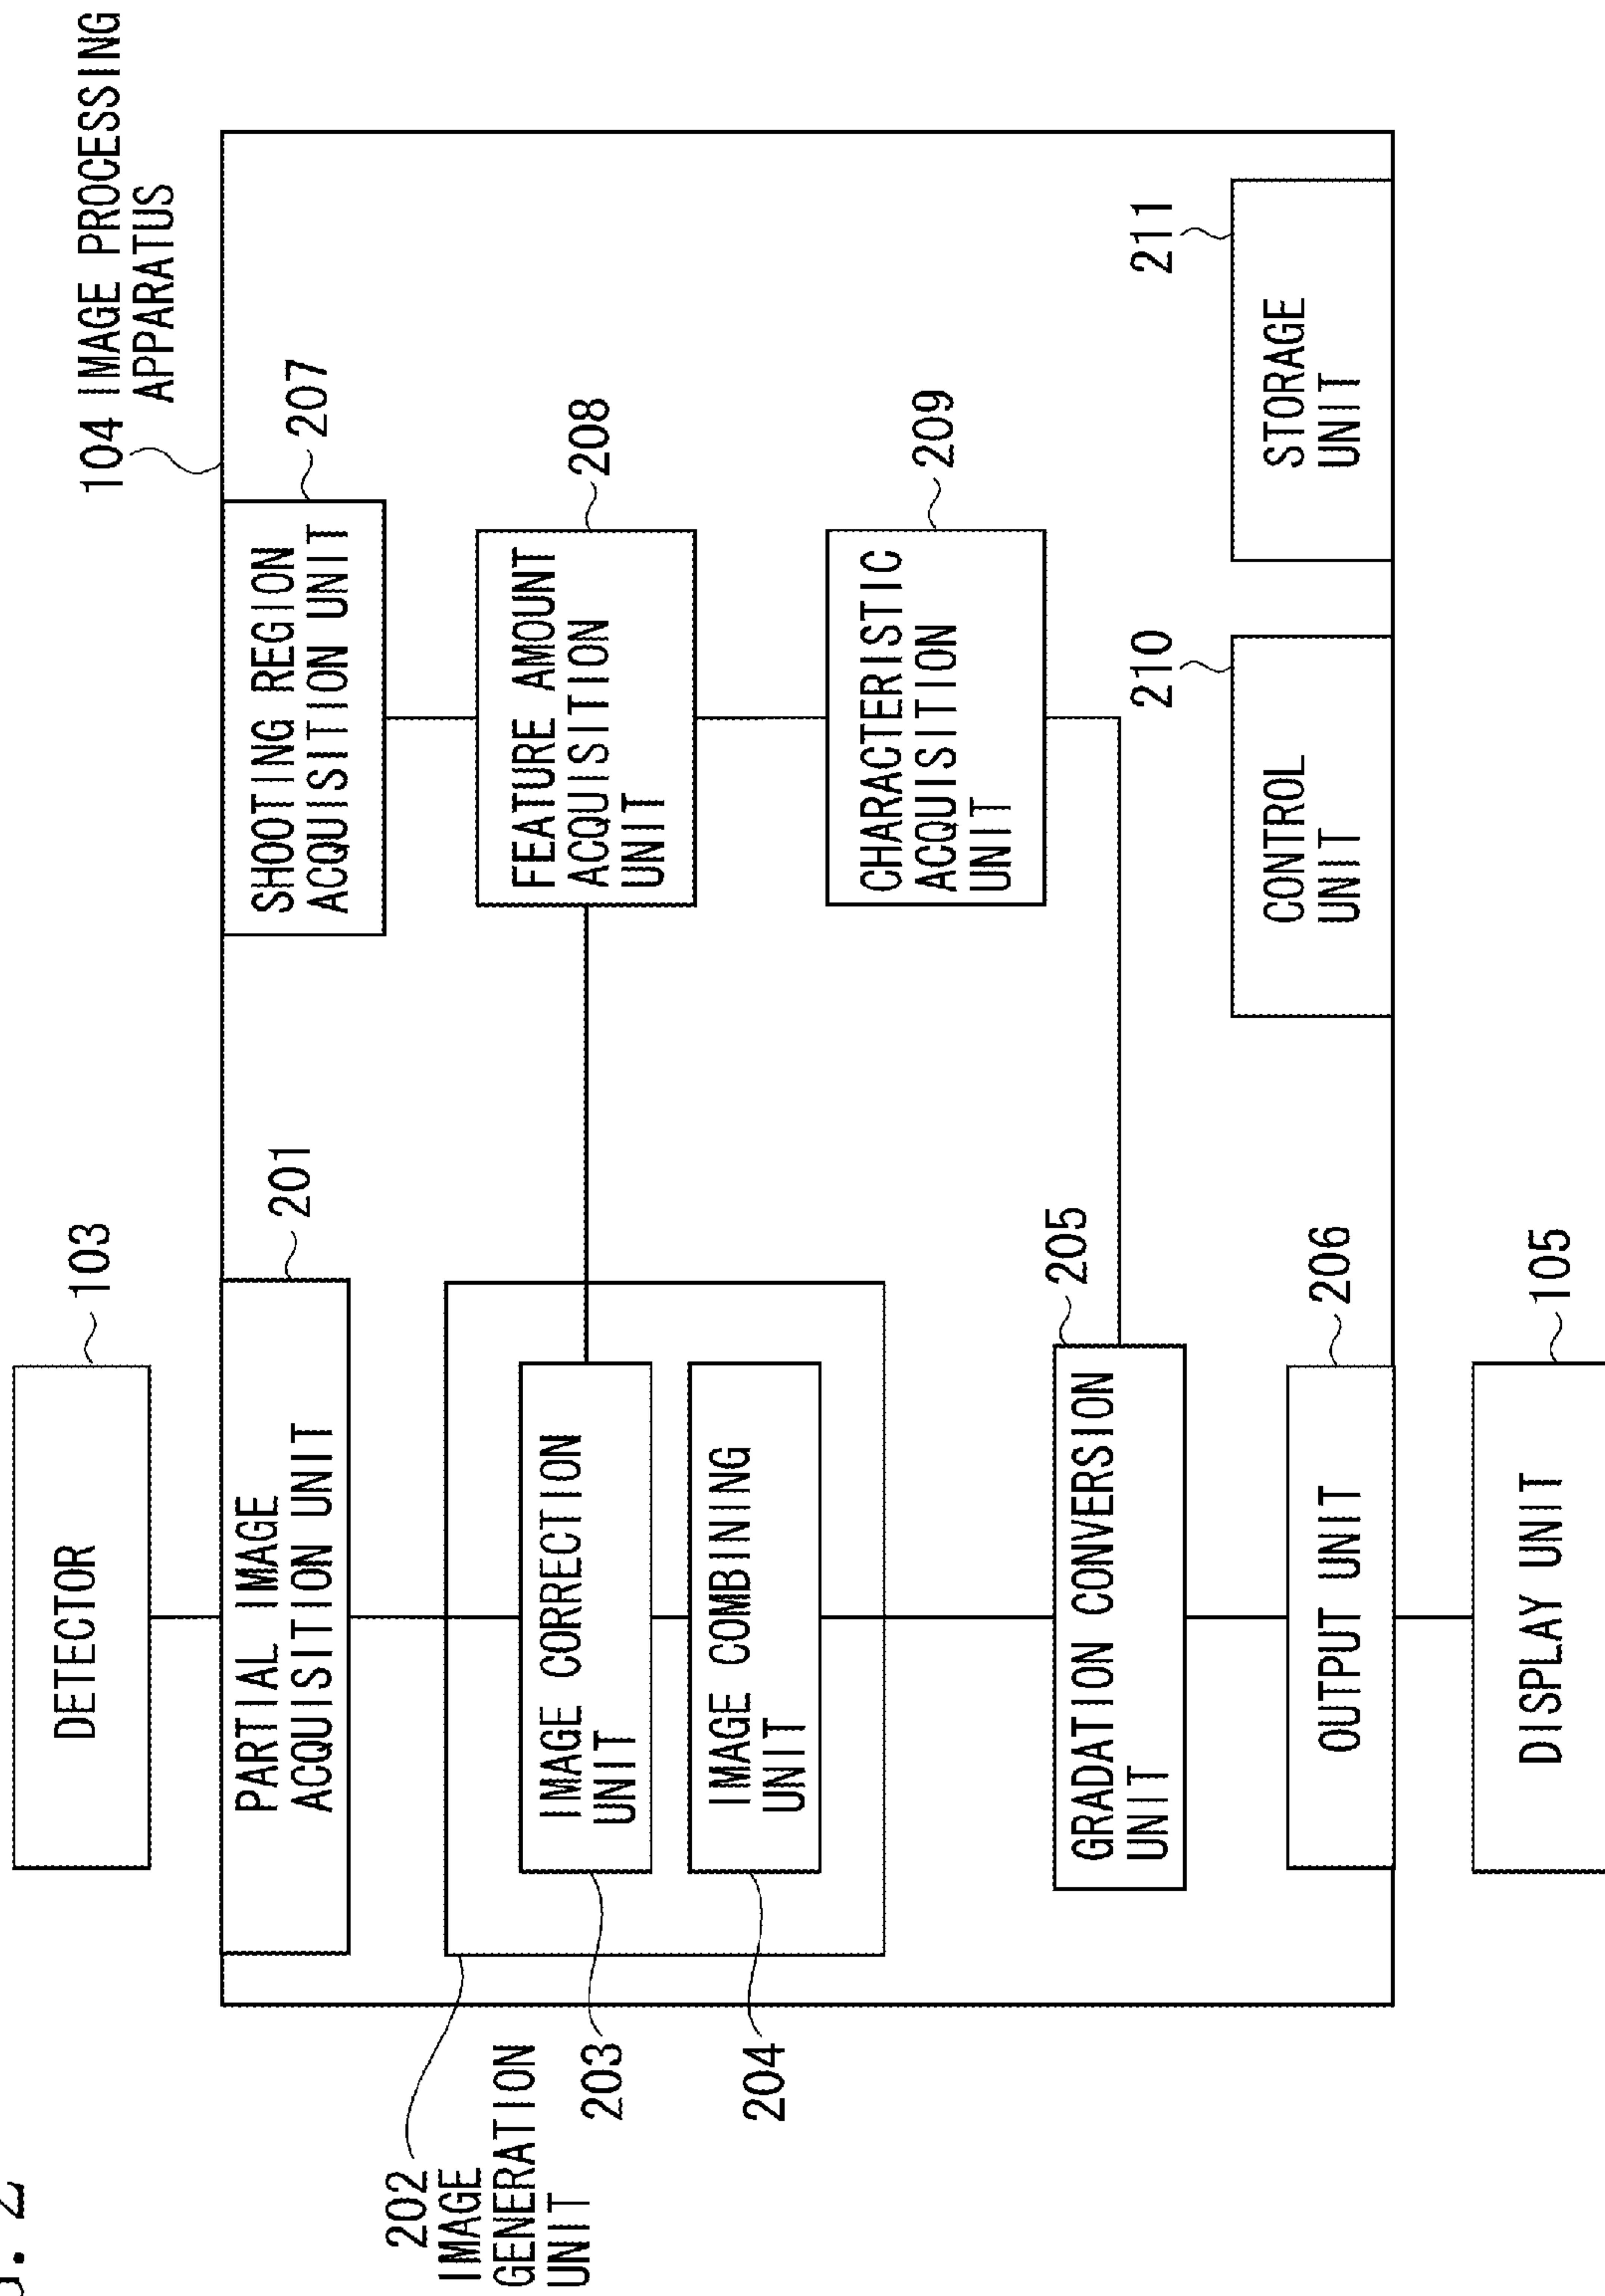 . 2
104 IMAGE PROCESSING
APPARATUS
DETECTOR
103
PARTIAL IMAGE
ACQUISITION UNIT
201
SHOOTING REGION
ACQUISITION UNIT
207
202
IMAGE
GENERATION
UNIT
IMAGE CORRECTION
UNIT
203
FEATURE AMOUNT
ACQUISITION
UNIT
208
IMAGE COMBINING
UNIT
204
CHARACTERISTIC
ACQUISITION
UNIT
209
GRADATION CONVERSION
UNIT
205
OUTPUT UNIT
206
CONTROL
UNIT
210
STORAGE
UNIT
211
DISPLAY UNIT
105